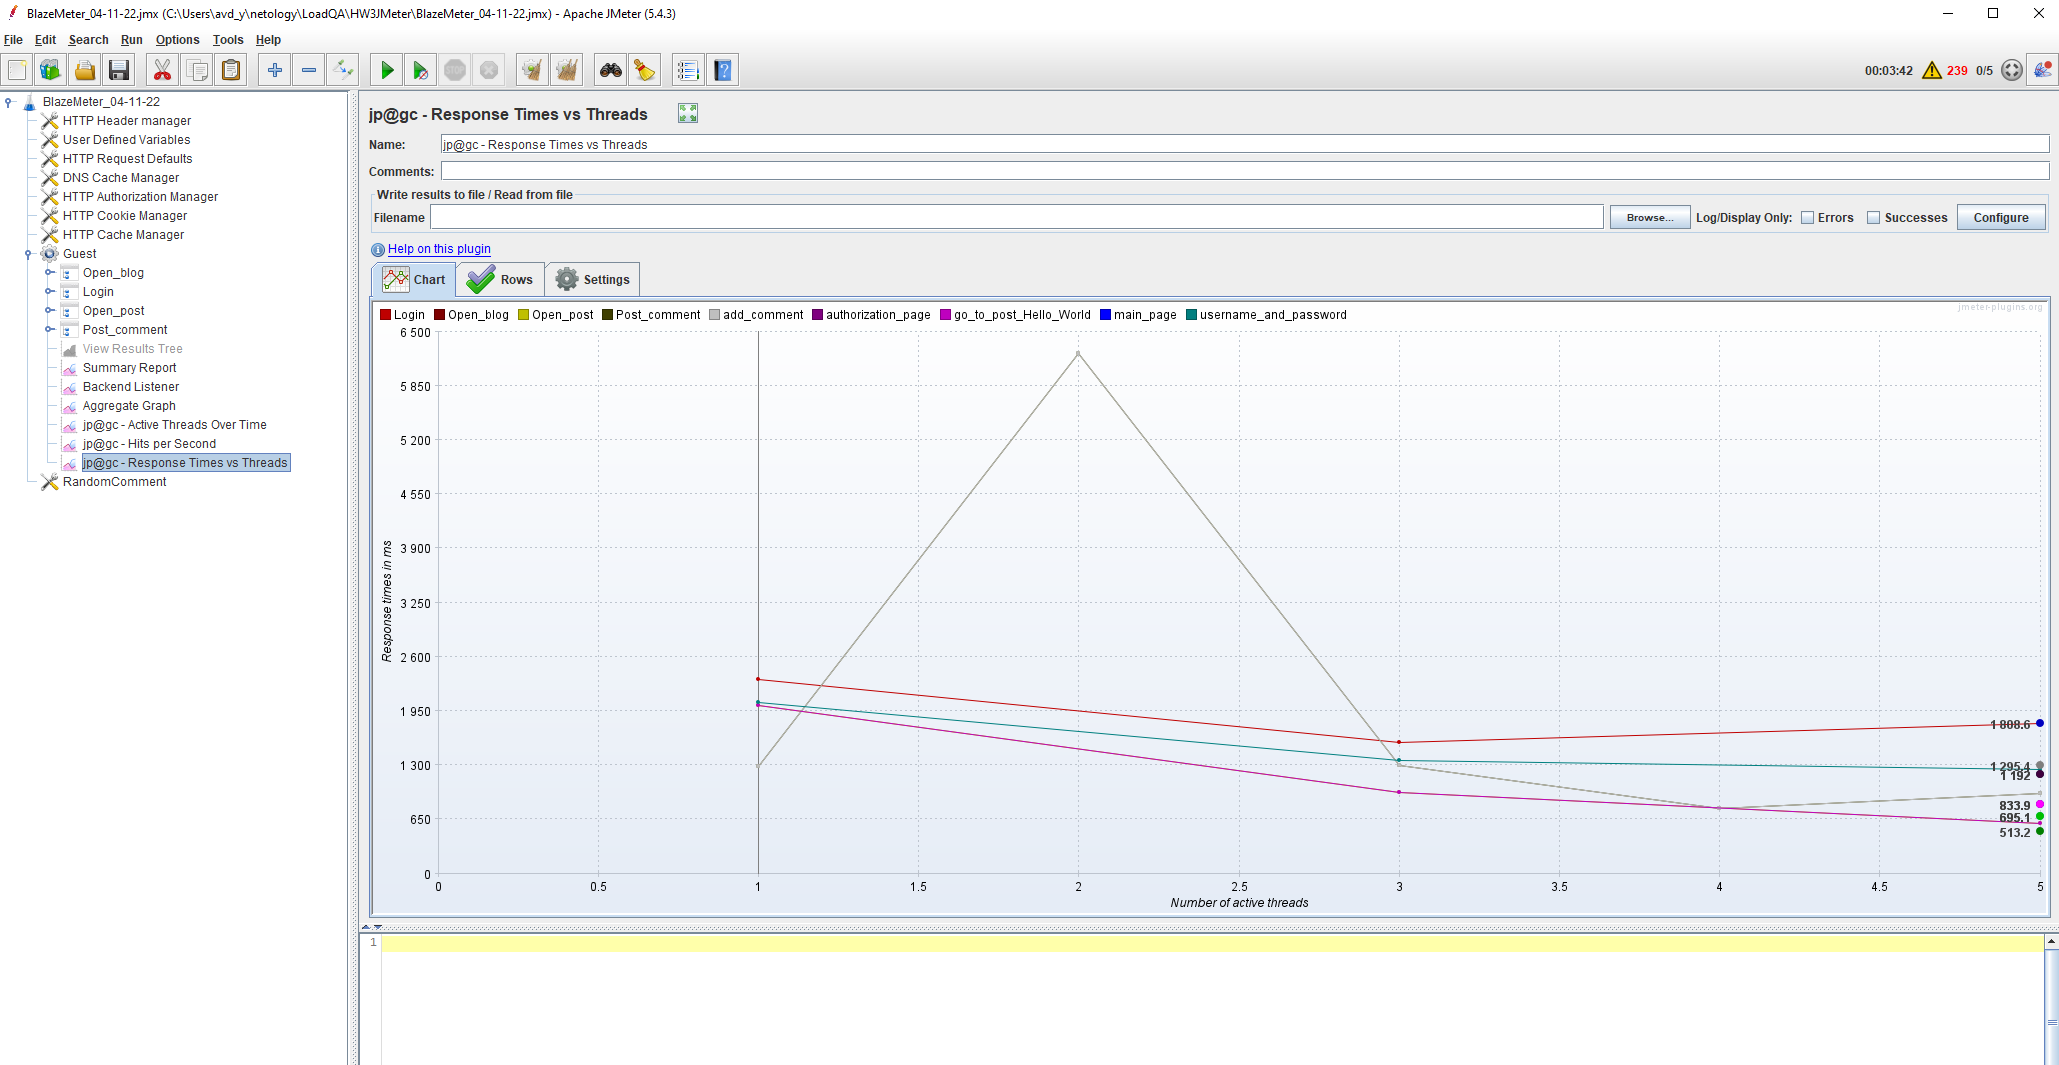 BlazeMeter_04-11-22.jmx (C:\Users\avd_y\netology\LoadQA\HW3JMeter\BlazeMeter_04-11-22.jmx) - Apache JMeter (5.4.3)
File Edit Search Run Options Tools Help
STOP
00:03:42 239 0/5
BlazeMeter_04-11-22
HTTP Header manager
User Defined Variables
HTTP Request Defaults
DNS Cache Manager
HTTP Authorization Manager
HTTP Cookie Manager
HTTP Cache Manager
Guest
Open_blog
Login
Open_post
Post_comment
View Results Tree
Summary Report
Backend Listener
Aggregate Graph
jp@gc - Active Threads Over Time
jp@gc - Hits per Second
jp@gc - Response Times vs Threads
RandomComment
jp@gc - Response Times vs Threads
Name: jp@gc - Response Times vs Threads
Comments:
Write results to file / Read from file
Filename Browse... Log/Display Only: Errors Successes Configure
Help on this plugin
Chart Rows Settings
jmeter-plugins.org
Login Open_blog Open_post Post_comment add_comment authorization_page go_to_post_Hello_World main_page username_and_password
6 500
5 850
5 200
4 550
3 900
3 250
2 600
1 950
1 300
650
0
Response times in ms
1 808.6
1 295.4
1 192
833.9
695.1
513.2
0 0.5 1 1.5 2 2.5 3 3.5 4 4.5 5
Number of active threads
1